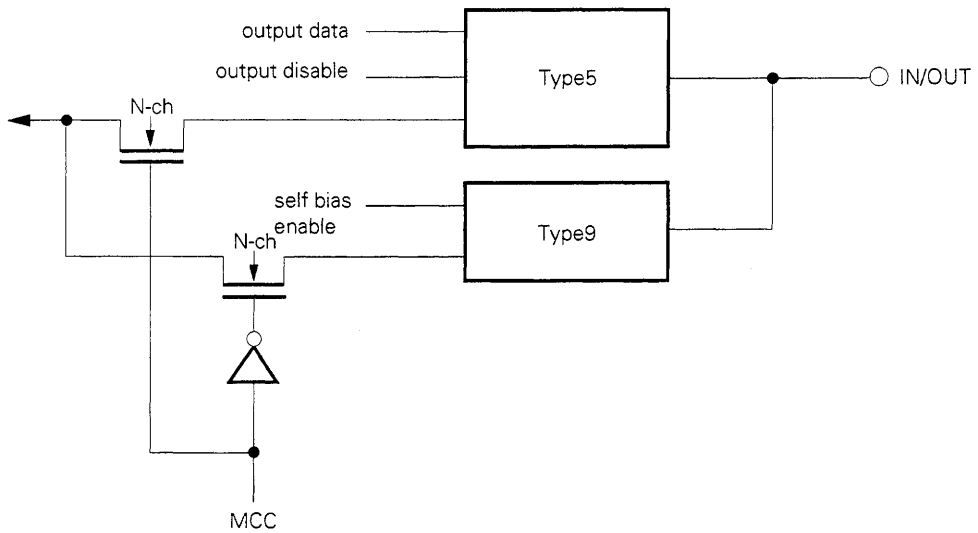 output data
output disable
Type5
IN/OUT
N-ch
self bias
enable
Type9
N-ch
MCC